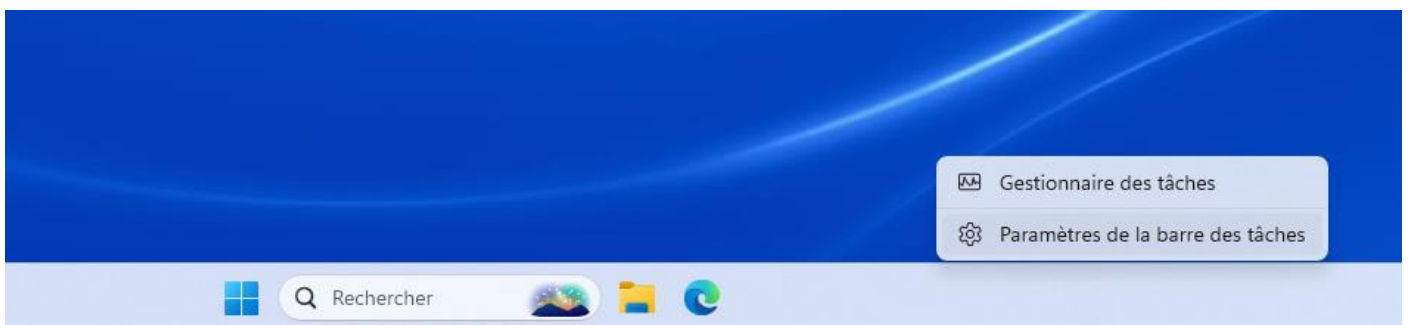 Gestionnaire des tâches
Paramètres de la barre des tâches
Rechercher